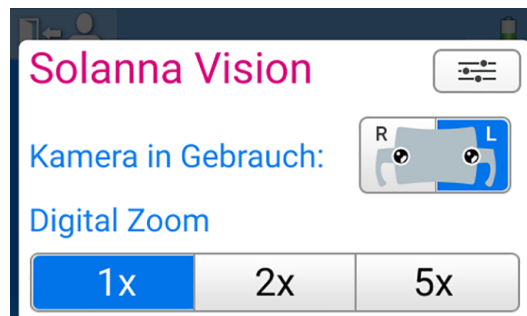 Solanna Vision
R L
Kamera in Gebrauch:
Digital Zoom
1x 2x 5x